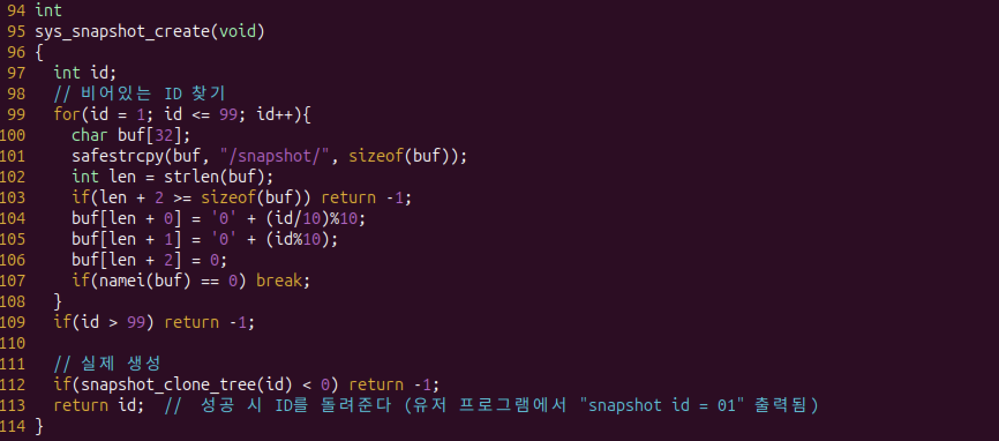 94 int
95 sys_snapshot_create(void)
96 {
97   int id;
98   // 비어있는 ID 찾기
99   for(id = 1; id <= 99; id++){
100     char buf[32];
101     safestrcpy(buf, "/snapshot/", sizeof(buf));
102     int len = strlen(buf);
103     if(len + 2 >= sizeof(buf)) return -1;
104     buf[len + 0] = '0' + (id/10)%10;
105     buf[len + 1] = '0' + (id%10);
106     buf[len + 2] = 0;
107     if(namei(buf) == 0) break;
108   }
109   if(id > 99) return -1;
110
111   // 실제 생성
112   if(snapshot_clone_tree(id) < 0) return -1;
113   return id;  //  성공 시 ID를 돌려준다 (유저 프로그램에서 "snapshot id = 01" 출력됨)
114 }